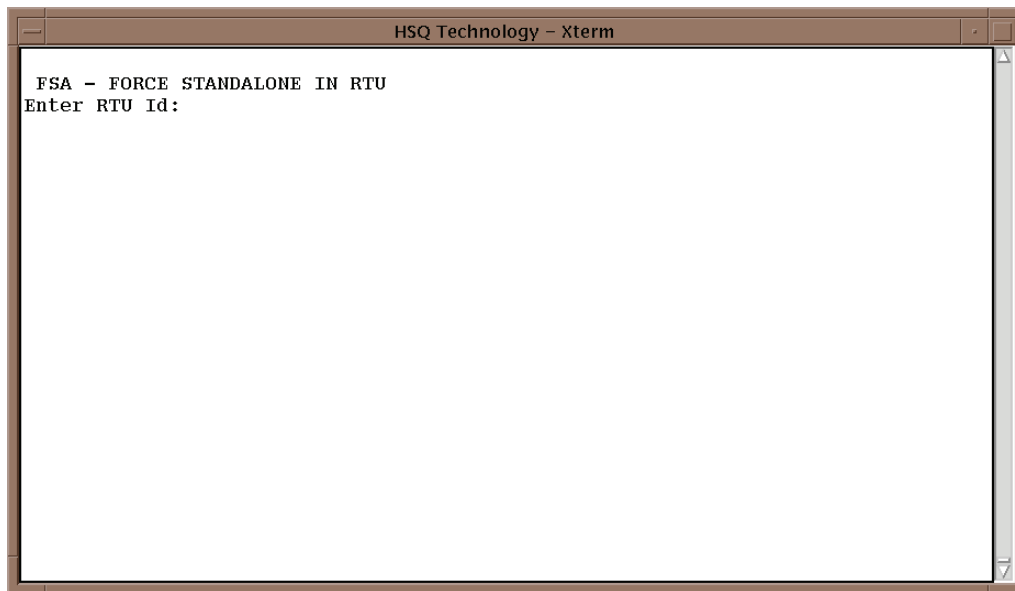 HSQ Technology – Xterm
FSA – FORCE STANDALONE IN RTU
Enter RTU Id: